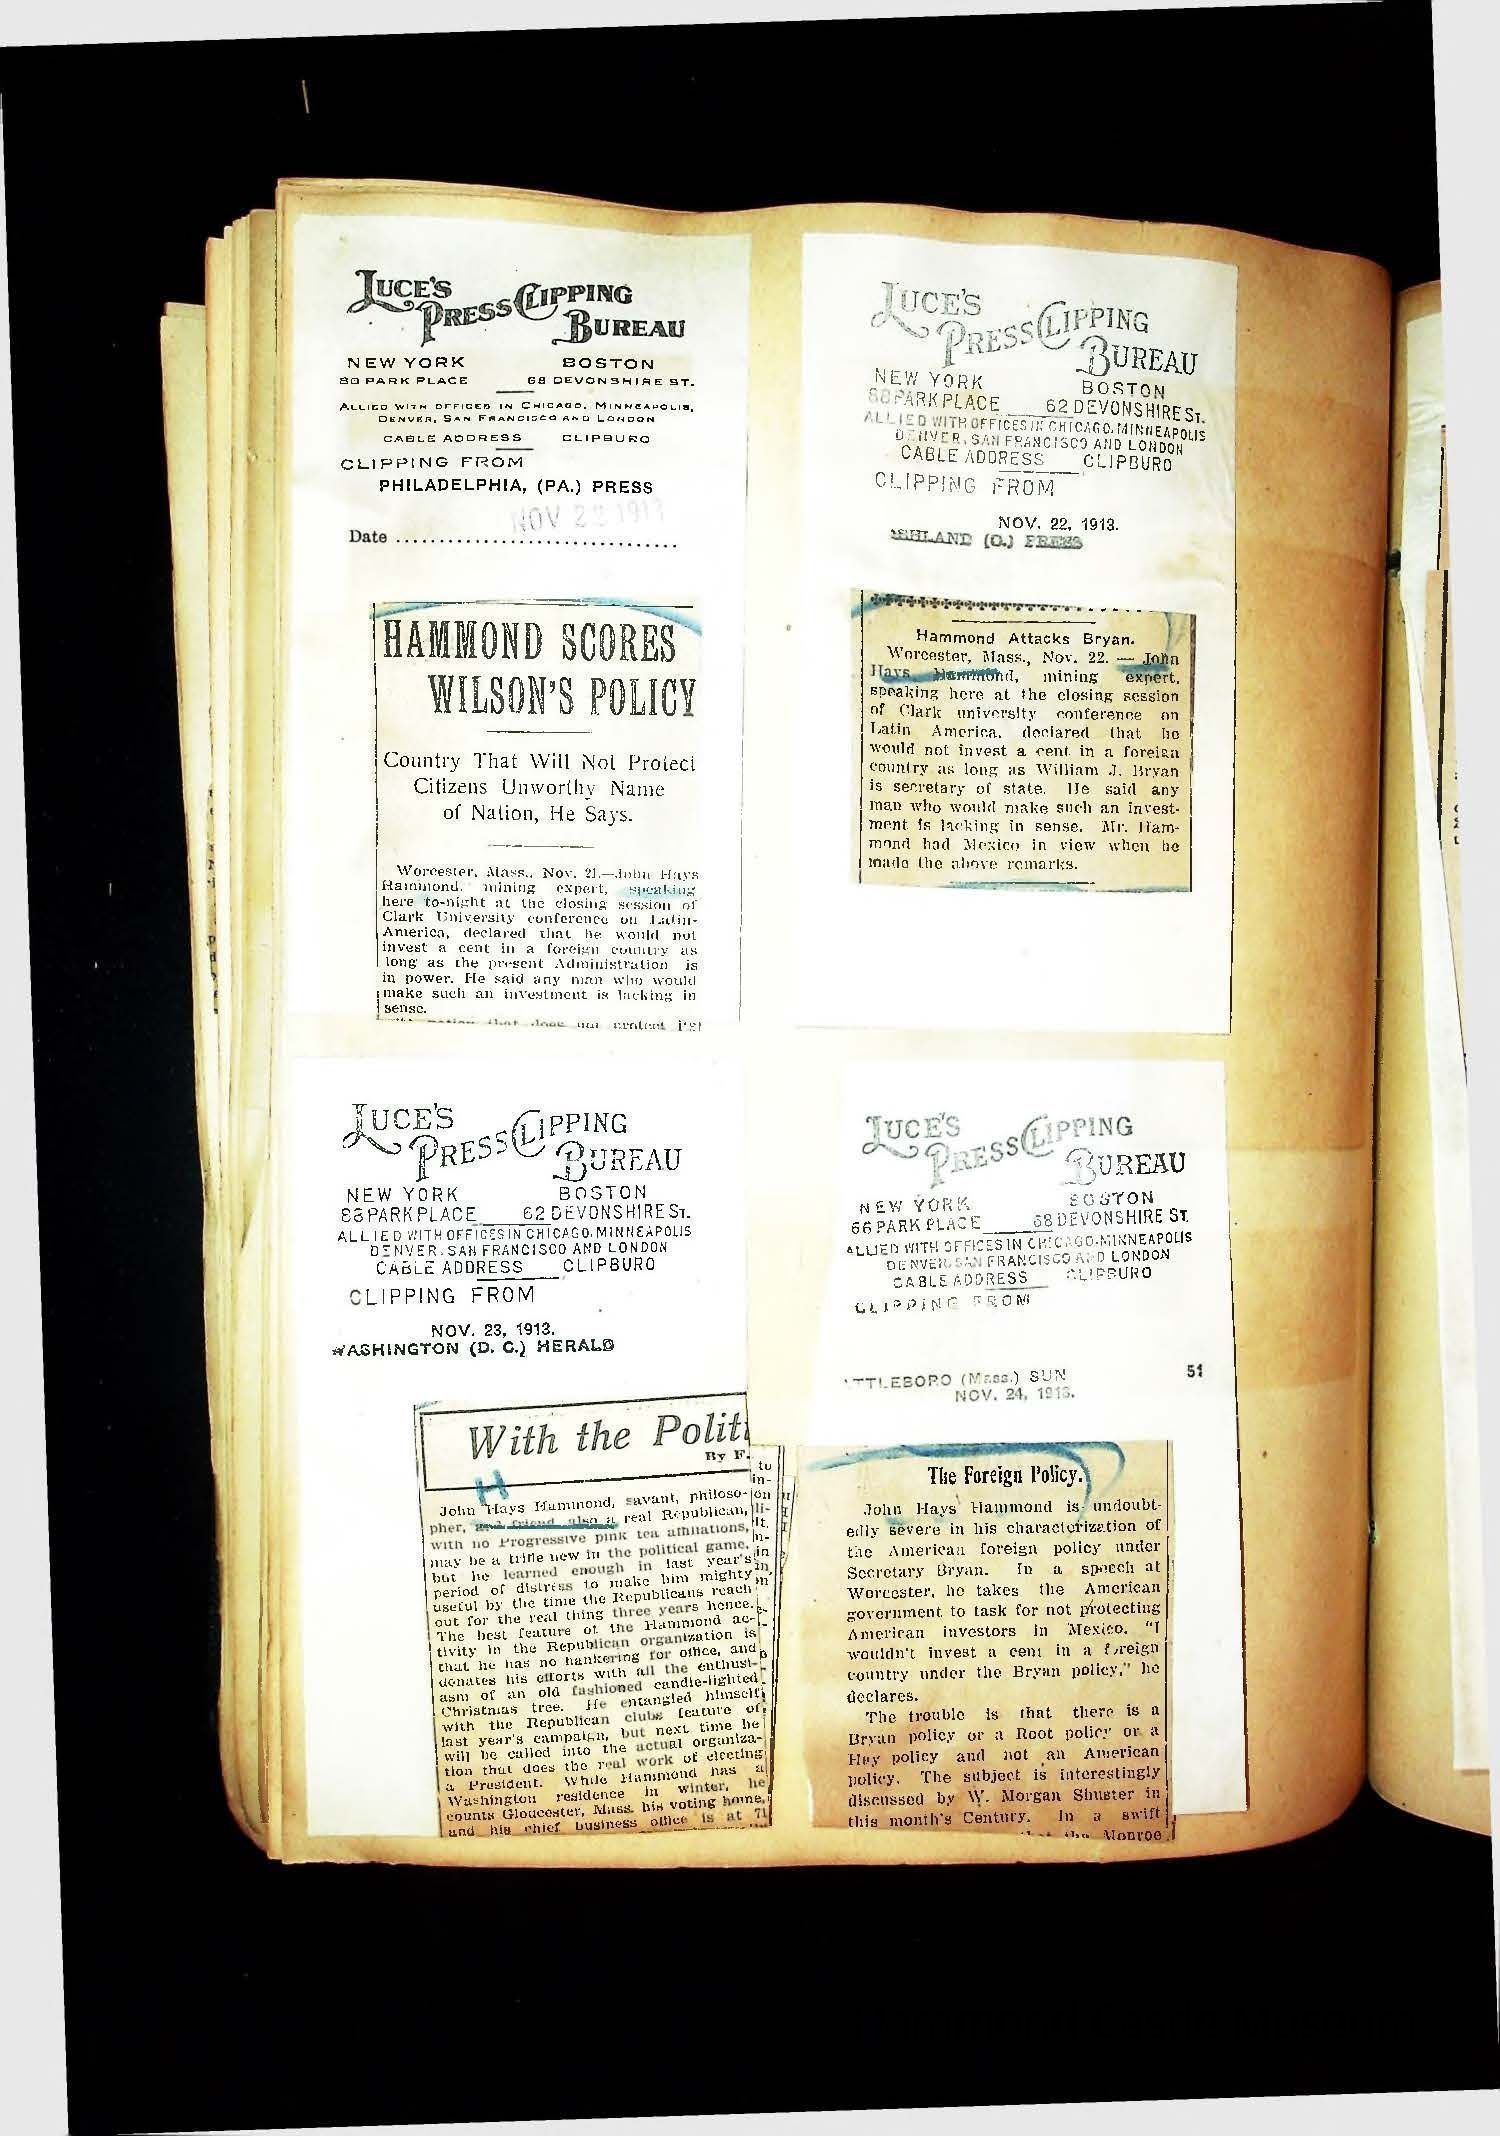 LUCE'S
PRESS CLIPPING
BUREAU
NEW YORK BOSTON
80 PARK PLACE 68 DEVONSHIRE ST.
ALLIED WITH OFFICES IN CHICAGO, MINNEAPOLIS,
DENVER, SAN FRANCISCO AND LONDON
CABLE ADDRESS CLIPBURO
CLIPPING FROM
PHILADELPHIA, (PA.) PRESS
NOV 22 1913
Date
HAMMOND SCORES
WILSON'S POLICY
Country That Will Not Protect
Citizens Unworthy Name
of Nation, He Says.
Worcester, Mass., Nov. 21.—John Hays
Hammond, mining expert, speaking
here to-night at the closing session of
Clark University conference on Latin-
America, declared that he would not
invest a cent in a foreign country as
long as the present Administration is
in power. He said any man who would
make such an investment is lacking in
sense.
LUCE'S
PRESS CLIPPING
BUREAU
NEW YORK BOSTON
PARK PLACE 62 DEVONSHIRE ST.
ALLIED WITH OFFICES IN CHICAGO. MINNEAPOLIS
DENVER, SAN FRANCISCO AND LONDON
CABLE ADDRESS CLIPBURO
CLIPPING FROM
NOV. 22, 1913.
ASHLAND (O.) PRESS
Hammond Attacks Bryan.
Worcester, Mass., Nov. 22. — John
Hays Hammond, mining expert,
speaking here at the closing session
of Clark university conference on
Latin America, declared that he
would not invest a cent in a foreign
country as long as William J. Bryan
is secretary of state. He said any
man who would make such an invest-
ment is lacking in sense. Mr. Ham-
mond had Mexico in view when he
made the above remarks.
LUCE'S
PRESS CLIPPING
BUREAU
NEW YORK BOSTON
PARK PLACE 62 DEVONSHIRE ST.
ALLIED WITH OFFICES IN CHICAGO. MINNEAPOLIS
DENVER, SAN FRANCISCO AND LONDON
CABLE ADDRESS CLIPBURO
CLIPPING FROM
NOV. 23, 1913.
WASHINGTON (D. C.) HERALD
With the Polit
By F.
H
John Hays Hammond, savant, philoso-
pher, and friend, also a real Republican,
with no Progressive pink tea affiliations,
may be a trifle new in the political game,
but he learned enough in last year's
period of distress to make him mighty
useful by the time the Republicans reach
out for the real thing three years hence.
The best feature of the Hammond ac-
tivity in the Republican organization is
that he has no hankering for office, and
donates his efforts with all the enthusi-
asm of an old fashioned candle-lighted
Christmas tree. He entangled himself
with the Republican clubs feature of
last year's campaign, but next time he
will be called into the actual organiza-
tion that does the real work of electing
a President. While Hammond has a
Washington residence in winter, he
counts Gloucester, Mass. his voting home,
and his chief business office is at 71
LUCE'S
PRESS CLIPPING
BUREAU
NEW YORK BOSTON
66 PARK PLACE 68 DEVONSHIRE ST.
ALLIED WITH OFFICES IN CHICAGO-MINNEAPOLIS
DENVER, SAN FRANCISCO AND LONDON
CABLE ADDRESS CLIPBURO
CLIPPING FROM
TTLEBORO (Mass.) SUN 51
NOV. 24, 1913.
The Foreign Policy.
John Hays Hammond is undoubt-
edly severe in his characterization of
the American foreign policy under
Secretary Bryan. In a speech at
Worcester, he takes the American
government to task for not protecting
American investors in Mexico. "I
wouldn't invest a cent in a foreign
country under the Bryan policy," he
declares.
The trouble is that there is a
Bryan policy or a Root policy or a
Hay policy and not an American
policy. The subject is interestingly
discussed by W. Morgan Shuster in
this month's Century. In a swift
the Monroe